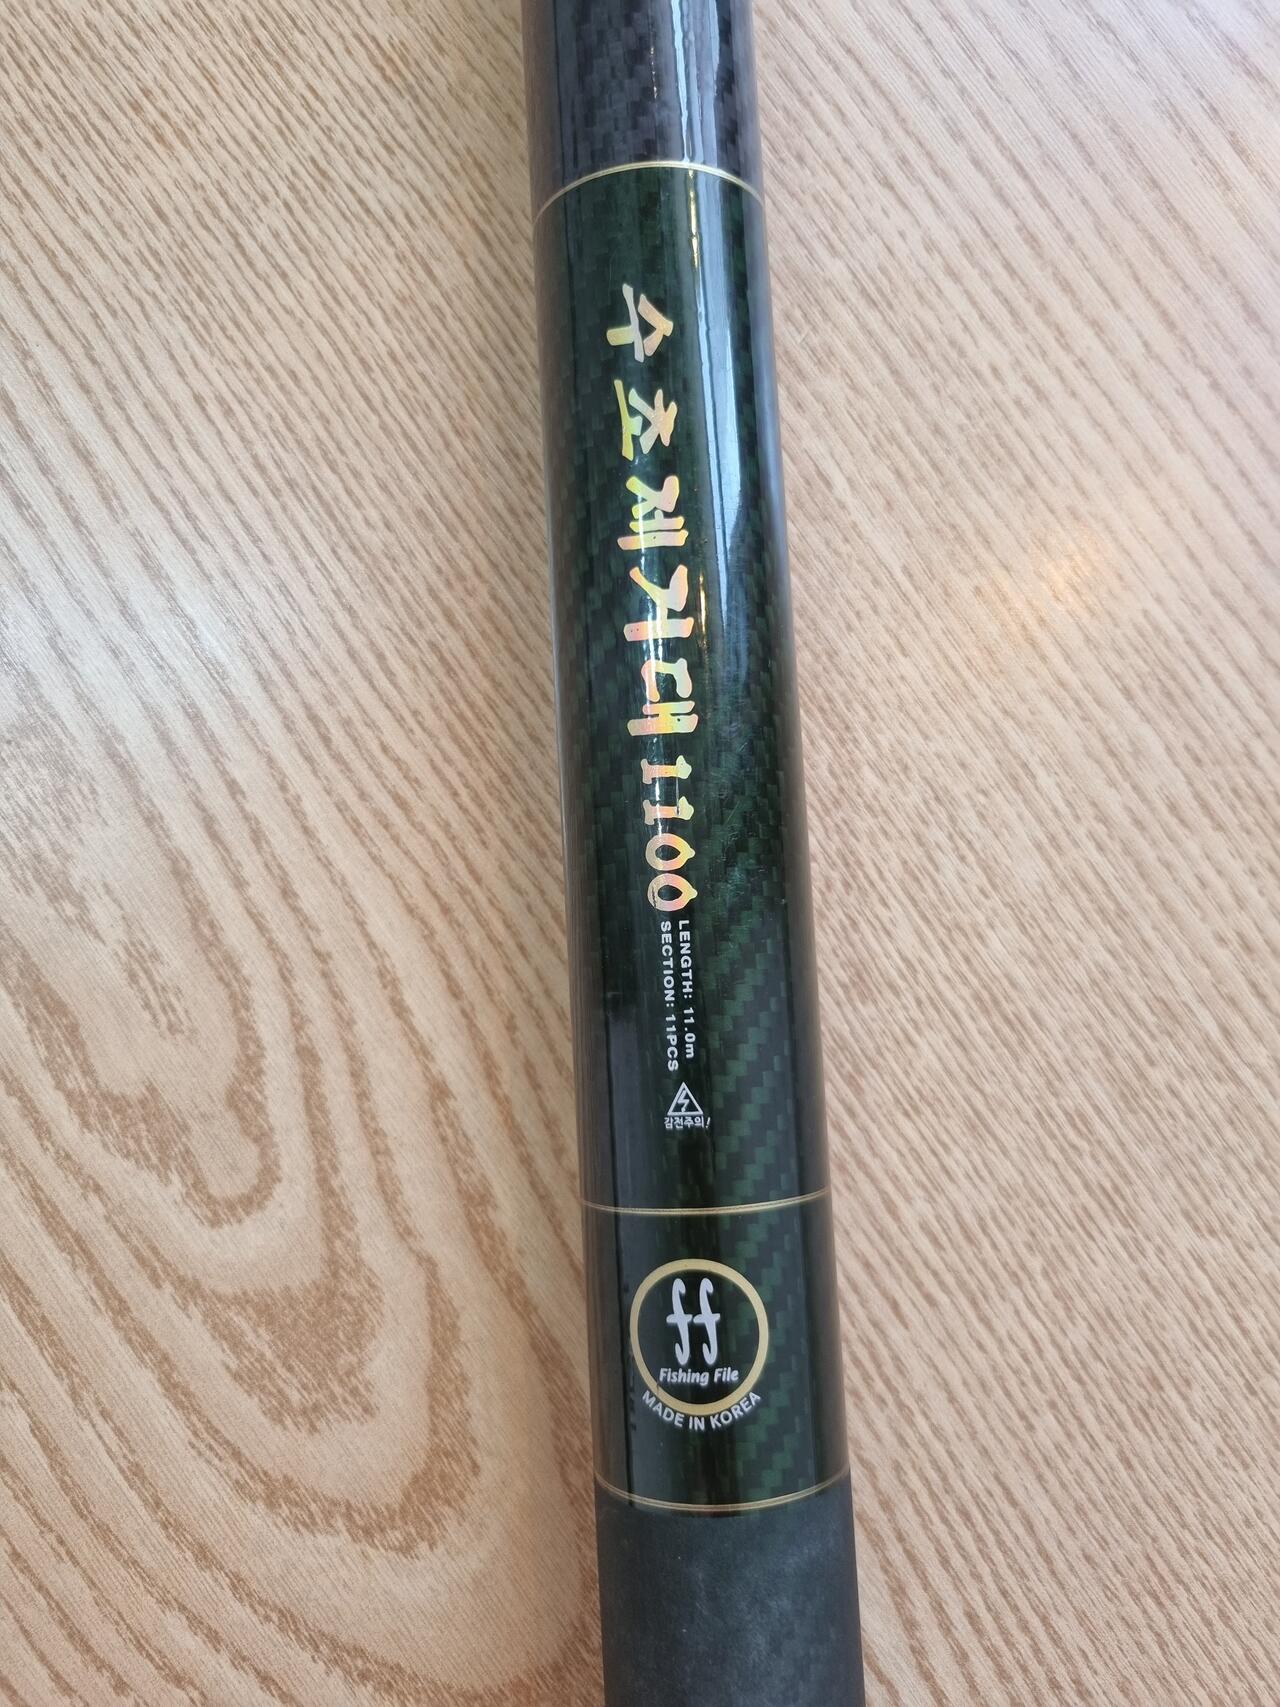 수초제거대 1100
LENGTH: 11.0m
SECTION: 11PCS
감전주의!
ff
Fishing File
MADE IN KOREA